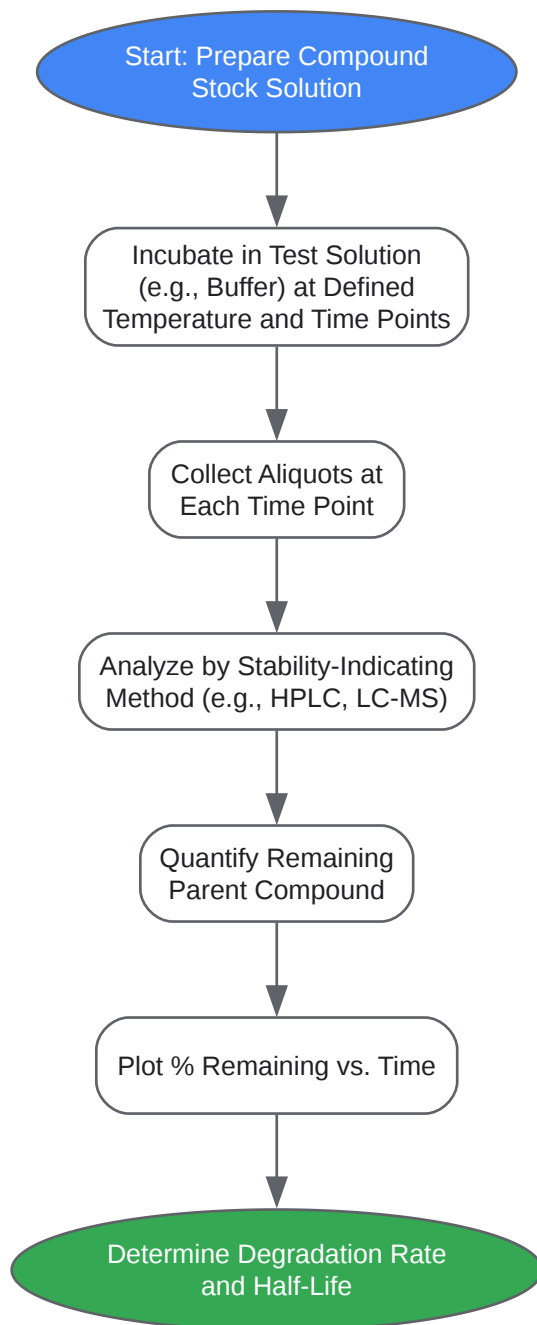 Start: Prepare Compound
Stock Solution
Incubate in Test Solution
(e.g., Buffer) at Defined
Temperature and Time Points
Collect Aliquots at
Each Time Point
Analyze by Stability-Indicating
Method (e.g., HPLC, LC-MS)
Quantify Remaining
Parent Compound
Plot % Remaining vs. Time
Determine Degradation Rate
and Half-Life